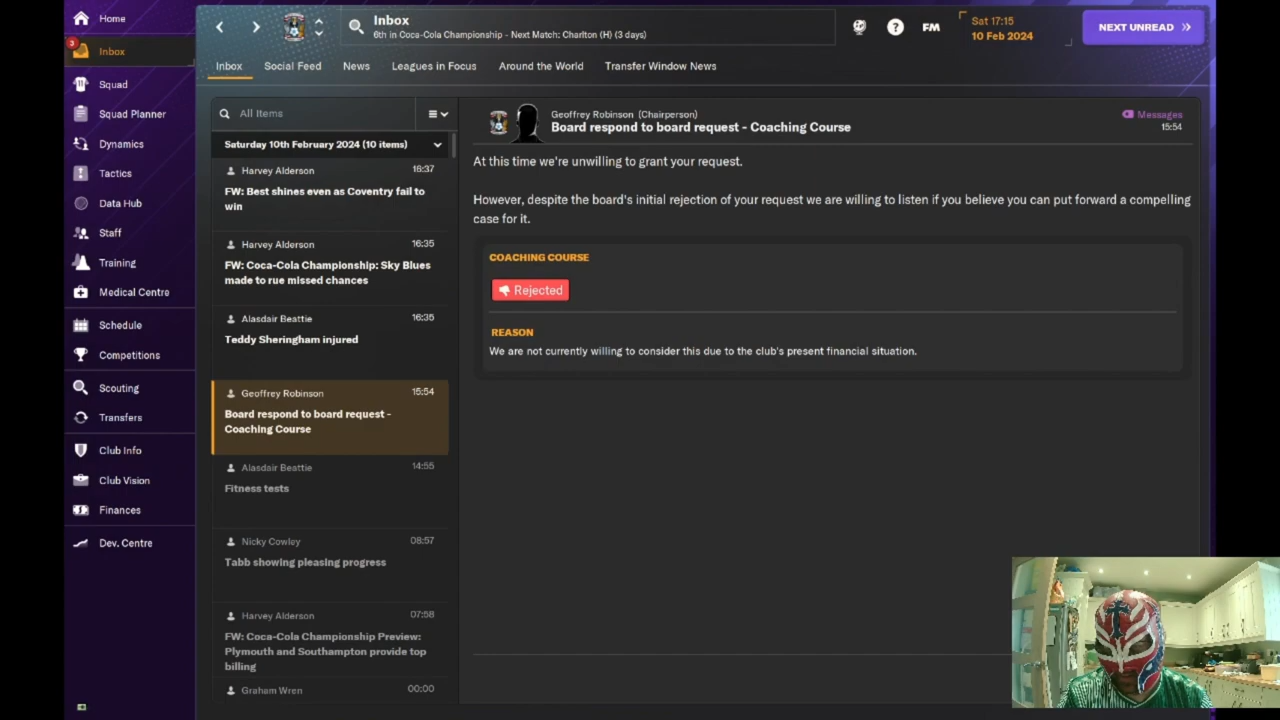 Home
3
Inbox
Squad
Squad Planner
Dynamics
Tactics
Data Hub
Staff
Training
Medical Centre
Schedule
Competitions
Scouting
Transfers
Club Info
Club Vision
Finances
Dev. Centre
Inbox
6th in Coca-Cola Championship - Next Match: Charlton (H) (3 days)
?
FM
Sat 17:15
10 Feb 2024
NEXT UNREAD
Inbox Social Feed News Leagues in Focus Around the World Transfer Window News
All Items
Saturday 10th February 2024 (10 items)
Harvey Alderson 16:37
FW: Best shines even as Coventry fail to
win
Harvey Alderson 16:35
FW: Coca-Cola Championship: Sky Blues
made to rue missed chances
Alasdair Beattie 16:35
Teddy Sheringham injured
Geoffrey Robinson 15:54
Board respond to board request -
Coaching Course
Alasdair Beattie 14:55
Fitness tests
Nicky Cowley 08:57
Tabb showing pleasing progress
Harvey Alderson 07:58
FW: Coca-Cola Championship Preview:
Plymouth and Southampton provide top
billing
Graham Wren 00:00
Geoffrey Robinson (Chairperson)
Board respond to board request - Coaching Course
Messages
15:54
At this time we're unwilling to grant your request.
However, despite the board's initial rejection of your request we are willing to listen if you believe you can put forward a compelling
case for it.
COACHING COURSE
Rejected
REASON
We are not currently willing to consider this due to the club's present financial situation.